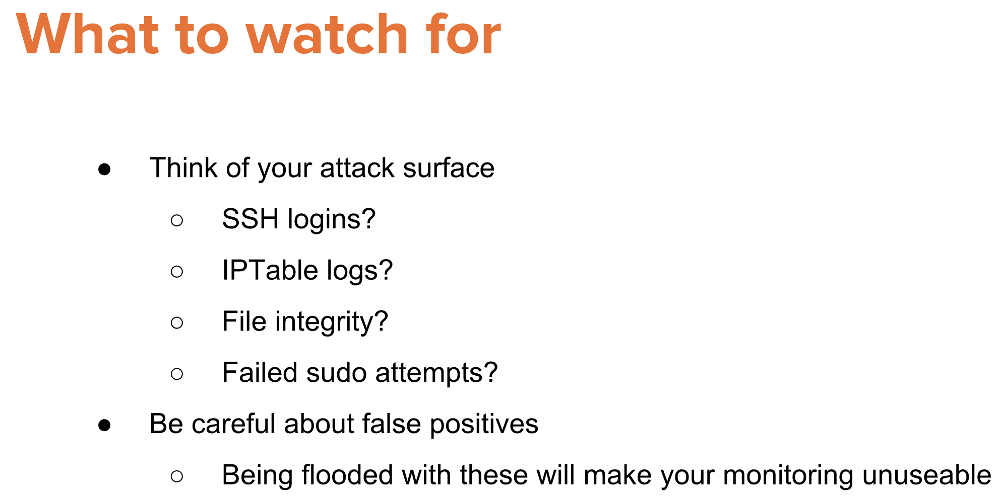 What to watch for
● Think of your attack surface
○ SSH logins?
○ IPTable logs?
○ File integrity?
○ Failed sudo attempts?
● Be careful about false positives
○ Being flooded with these will make your monitoring unuseable